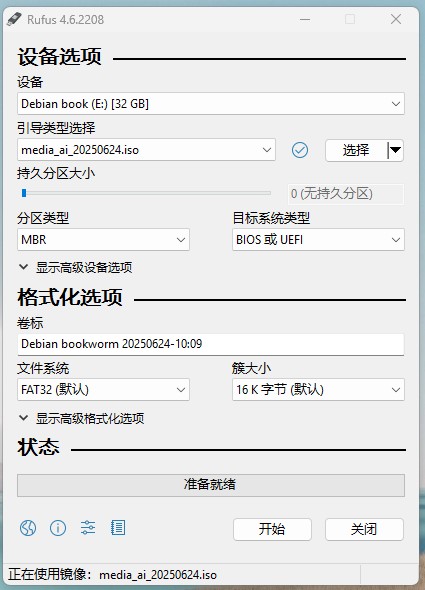 Rufus 4.6.2208
设备选项
设备
Debian book (E:) [32 GB]
引导类型选择
media_ai_20250624.iso
选择
持久分区大小
0 (无持久分区)
分区类型
目标系统类型
MBR
BIOS 或 UEFI
显示高级设备选项
格式化选项
卷标
Debian bookworm 20250624-10:09
文件系统
簇大小
FAT32 (默认)
16 K 字节 (默认)
显示高级格式化选项
状态
准备就绪
开始
关闭
正在使用镜像：media_ai_20250624.iso